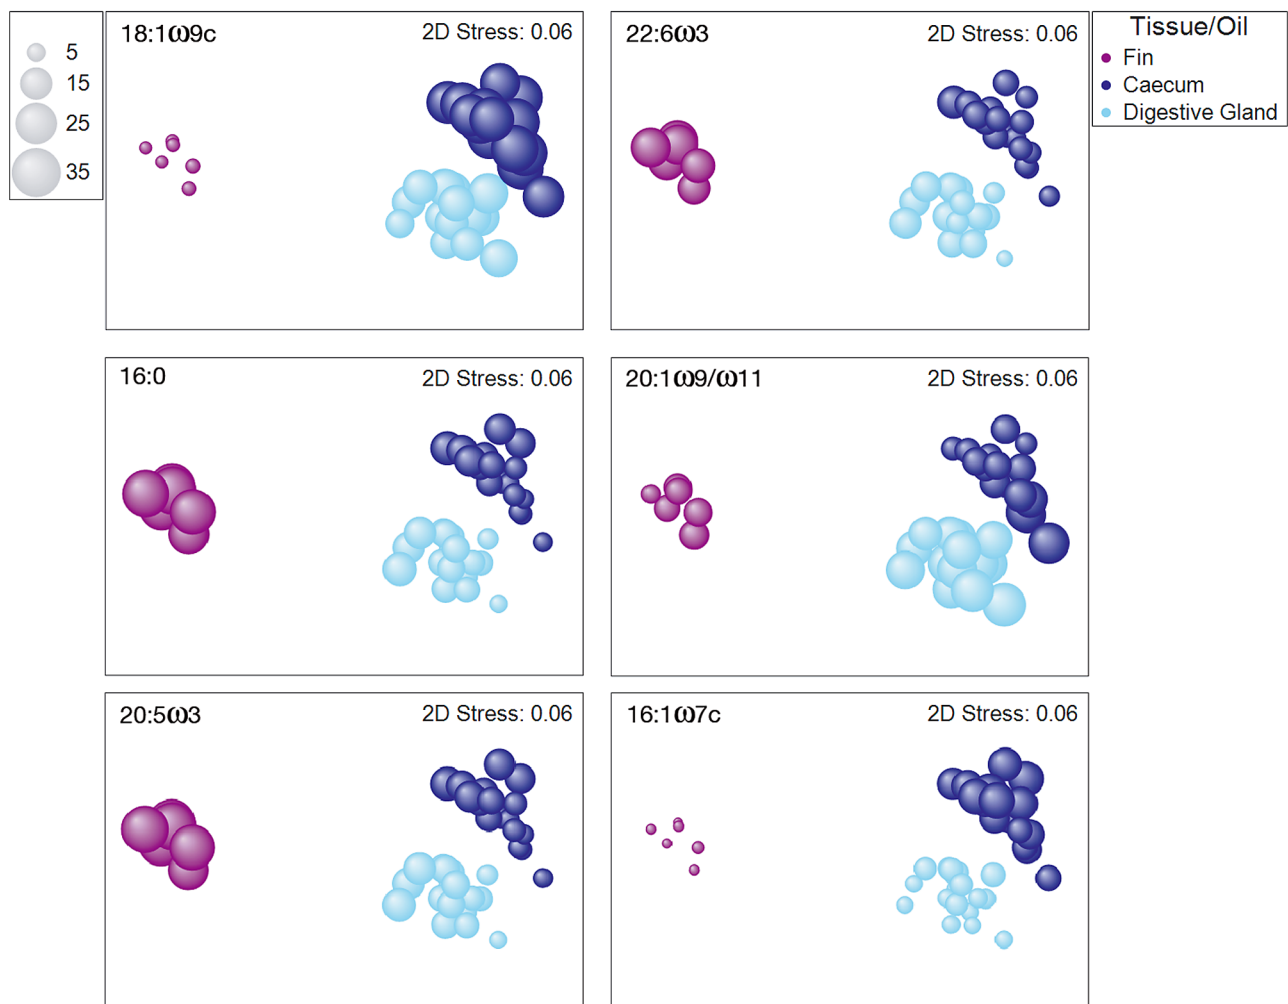 5
15
25
35
18:1ω9c
2D Stress: 0.06
22:6ω3
2D Stress: 0.06
Tissue/Oil
Fin
Caecum
Digestive Gland
16:0
2D Stress: 0.06
20:1ω9/ω11
2D Stress: 0.06
20:5ω3
2D Stress: 0.06
16:1ω7c
2D Stress: 0.06